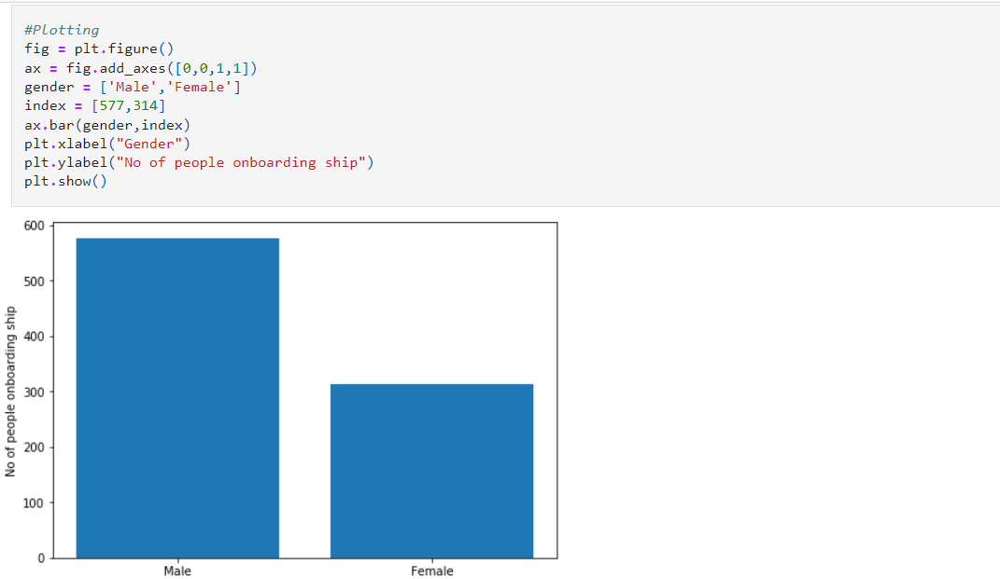 #Plotting
fig = plt.figure()
ax = fig.add_axes([0,0,1,1])
gender = ['Male','Female']
index = [577,314]
ax.bar(gender,index)
plt.xlabel("Gender")
plt.ylabel("No of people onboarding ship")
plt.show()
600
500
400
300
200
100
0
No of people onboarding ship
Male Female